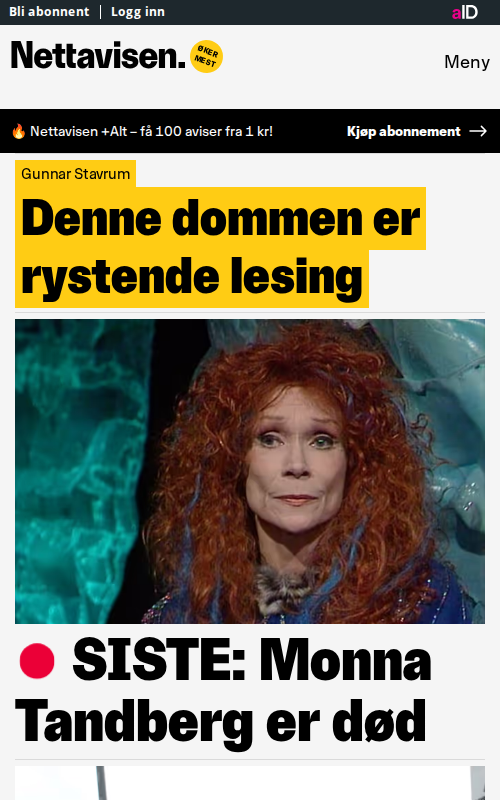 Bli abonnent | Logg inn
aID
Nettavisen.
ØKER
MEST
Meny
🔥 Nettavisen +Alt – få 100 aviser fra 1 kr!
Kjøp abonnement →
Gunnar Stavrum
Denne dommen er
rystende lesing
SISTE: Monna
Tandberg er død